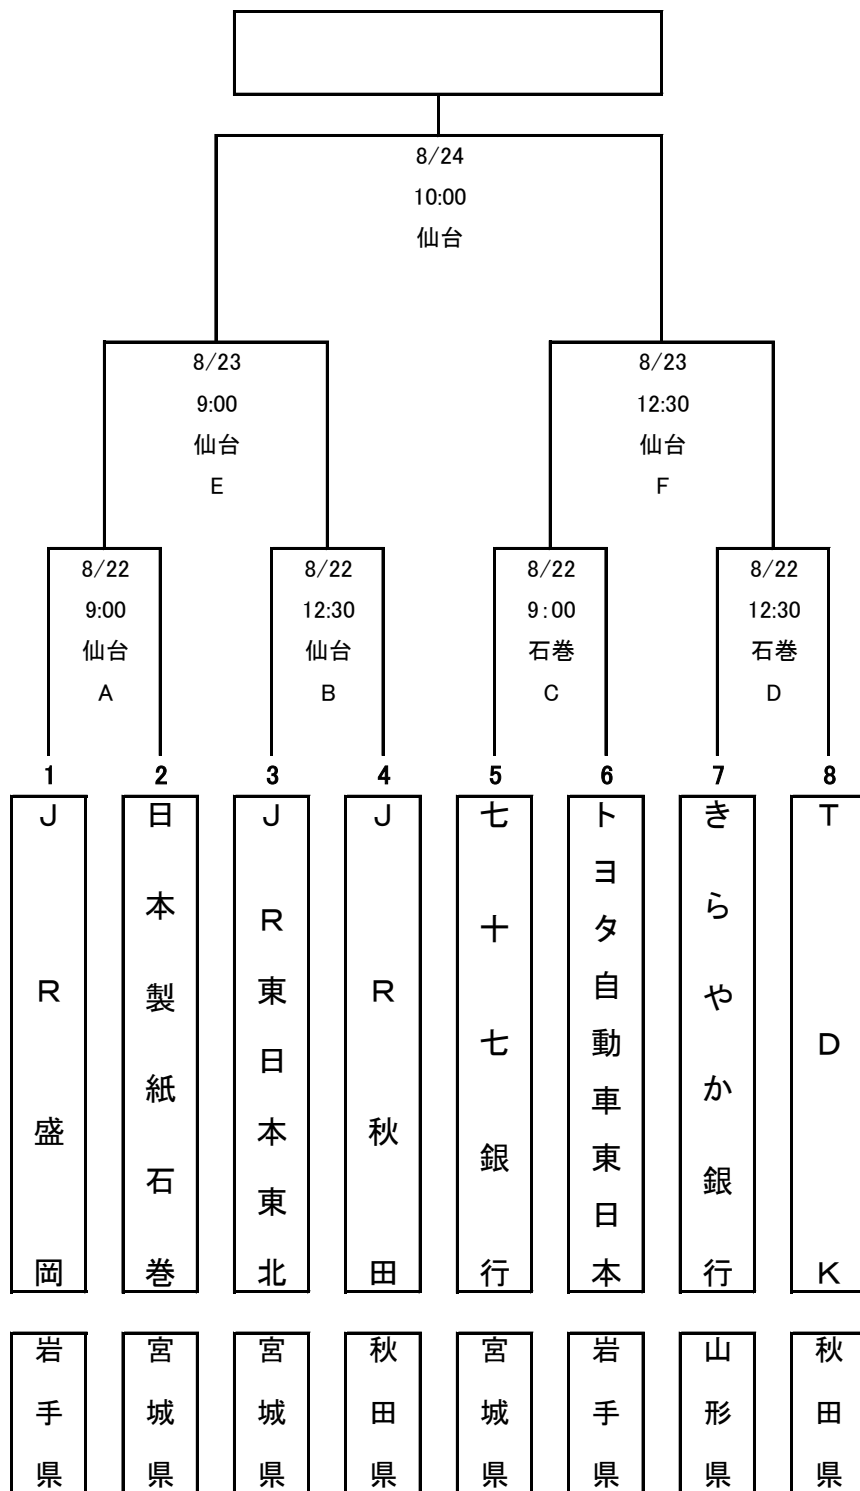 8/24
10:00
仙台
8/23
9:00
仙台
E
8/23
12:30
仙台
F
8/22
9:00
仙台
A
8/22
12:30
仙台
B
8/22
9:00
石巻
C
8/22
12:30
石巻
D
1
2
3
4
5
6
7
8
ＪＲ盛岡
日本製紙石巻
ＪＲ東日本東北
ＪＲ秋田
七十七銀行
トヨタ自動車東日本
きらやか銀行
ＴＤＫ
岩手県
宮城県
宮城県
秋田県
宮城県
岩手県
山形県
秋田県